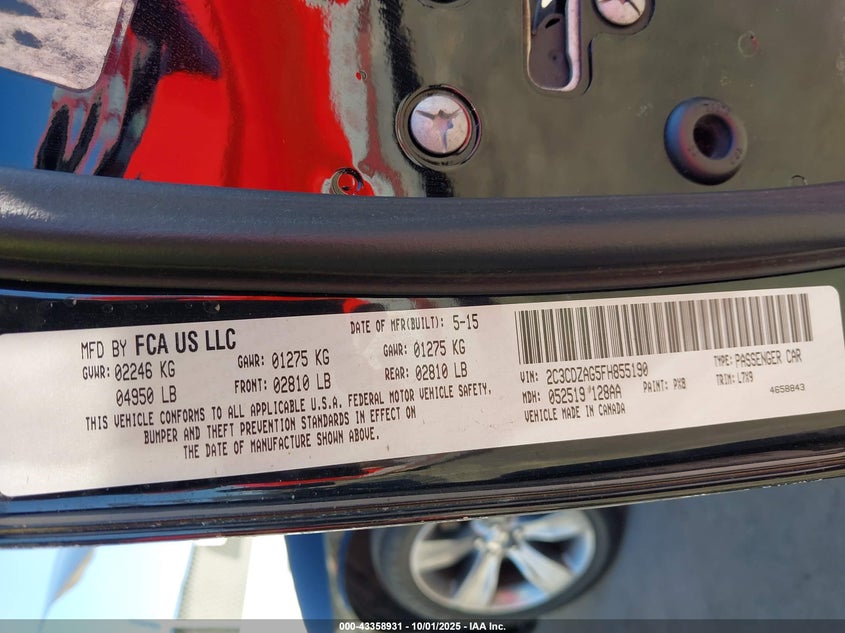 MFD BY FCA US LLC
DATE OF MFR(BUILT): 5-15
GVWR: 02246 KG
04950 LB
GAWR: 01275 KG
FRONT: 02810 LB
GAWR: 01275 KG
REAR: 02810 LB
THIS VEHICLE CONFORMS TO ALL APPLICABLE U.S.A. FEDERAL MOTOR VEHICLE SAFETY,
BUMPER AND THEFT PREVENTION STANDARDS IN EFFECT ON
THE DATE OF MANUFACTURE SHOWN ABOVE.
VIN: 2C3CDZAG5FH855190
TYPE: PASSENGER CAR
MDH: 052519 128AA
PAINT: PX8
TRIM: L7X9
VEHICLE MADE IN CANADA
4658843
000-43358931 - 10/01/2025 - IAA Inc.